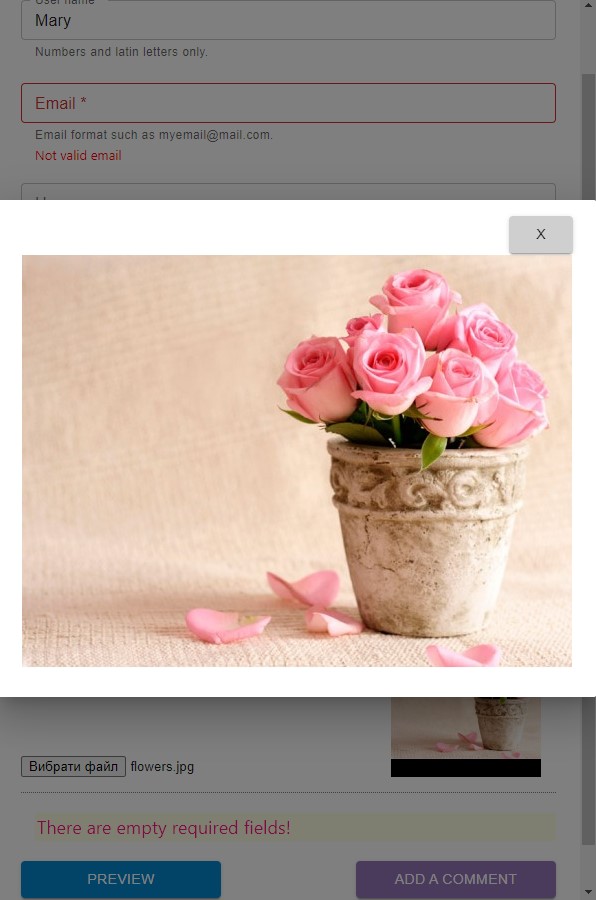 User name
Mary
Numbers and latin letters only.
Email *
Email format such as myemail@mail.com.
Not valid email
X
Вибрати файл flowers.jpg
There are empty required fields!
PREVIEW
ADD A COMMENT